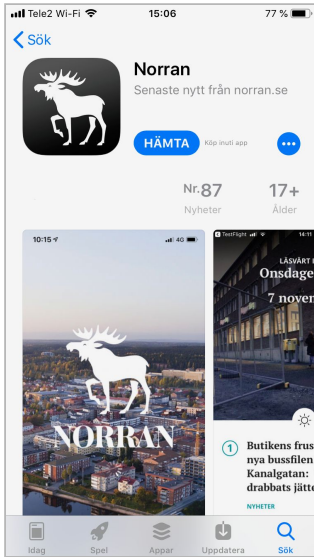 Tele2 Wi-Fi 15:06 77 %
Sök
Norran
Senaste nytt från norran.se
HÄMTA Köp inuti app
Nr.87 17+
Nyheter Ålder
10:15 4G
NORRAN
TestFlight 14:11
LÄSVÄRT I
Onsdage
7 novem
1 Butikens frus
nya bussfilen
Kanalgatan:
drabbats jätte
NYHETER
Idag Spel Appar Uppdatera Sök